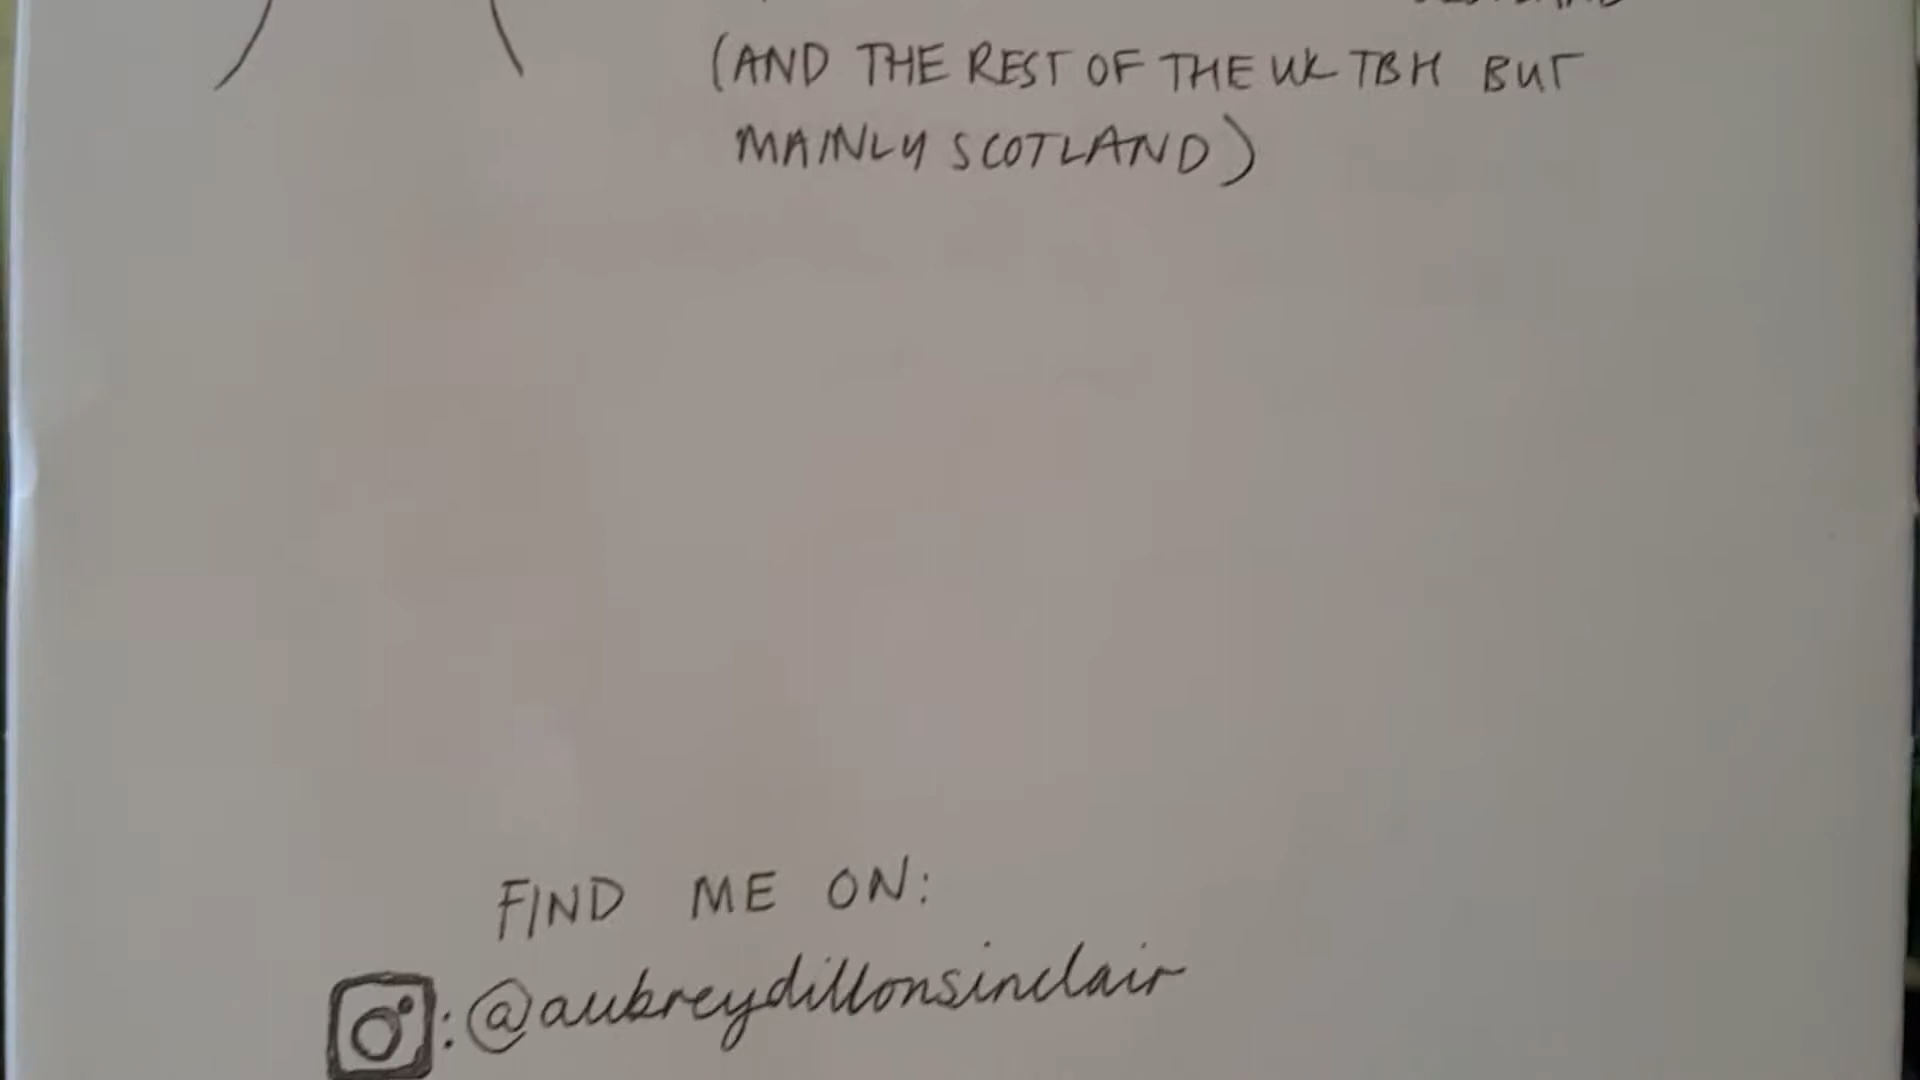 (AND THE REST OF THE UK TBH BUT
MAINLY SCOTLAND)
FIND ME ON:
: @aubreydillonsinclair